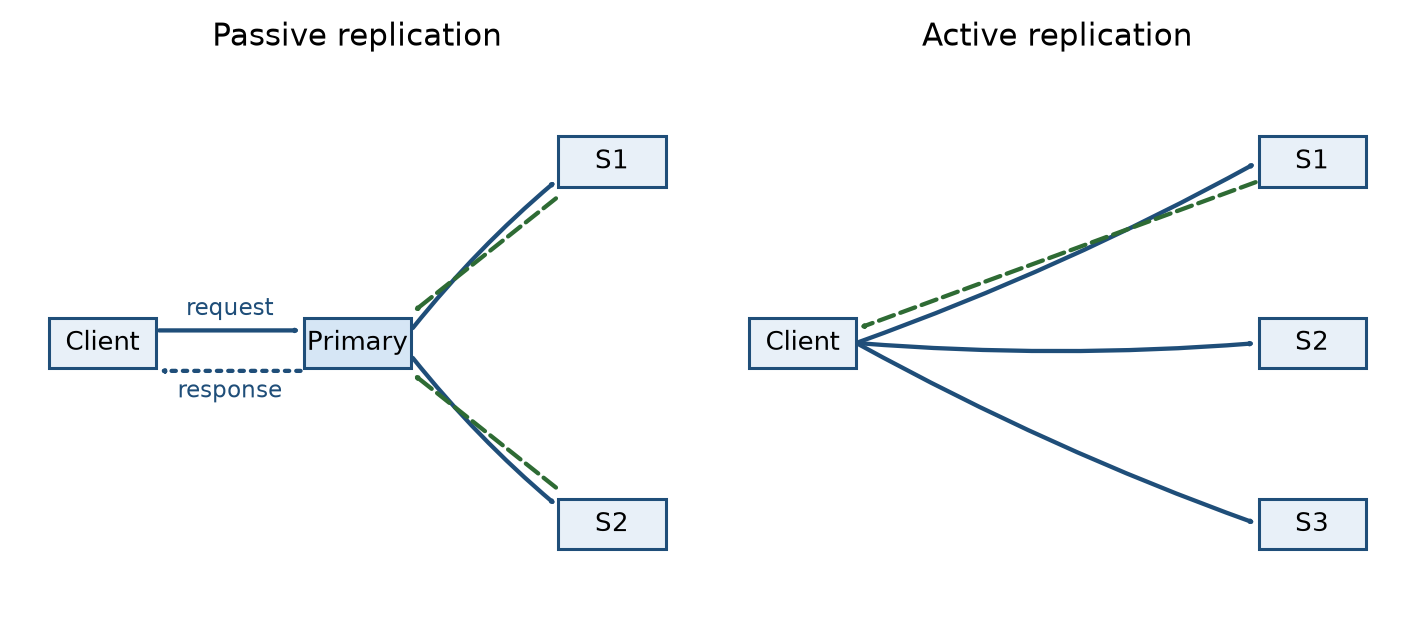 Passive replication
S1
request
Client
Primary
response
S2
Active replication
S1
Client
S2
S3